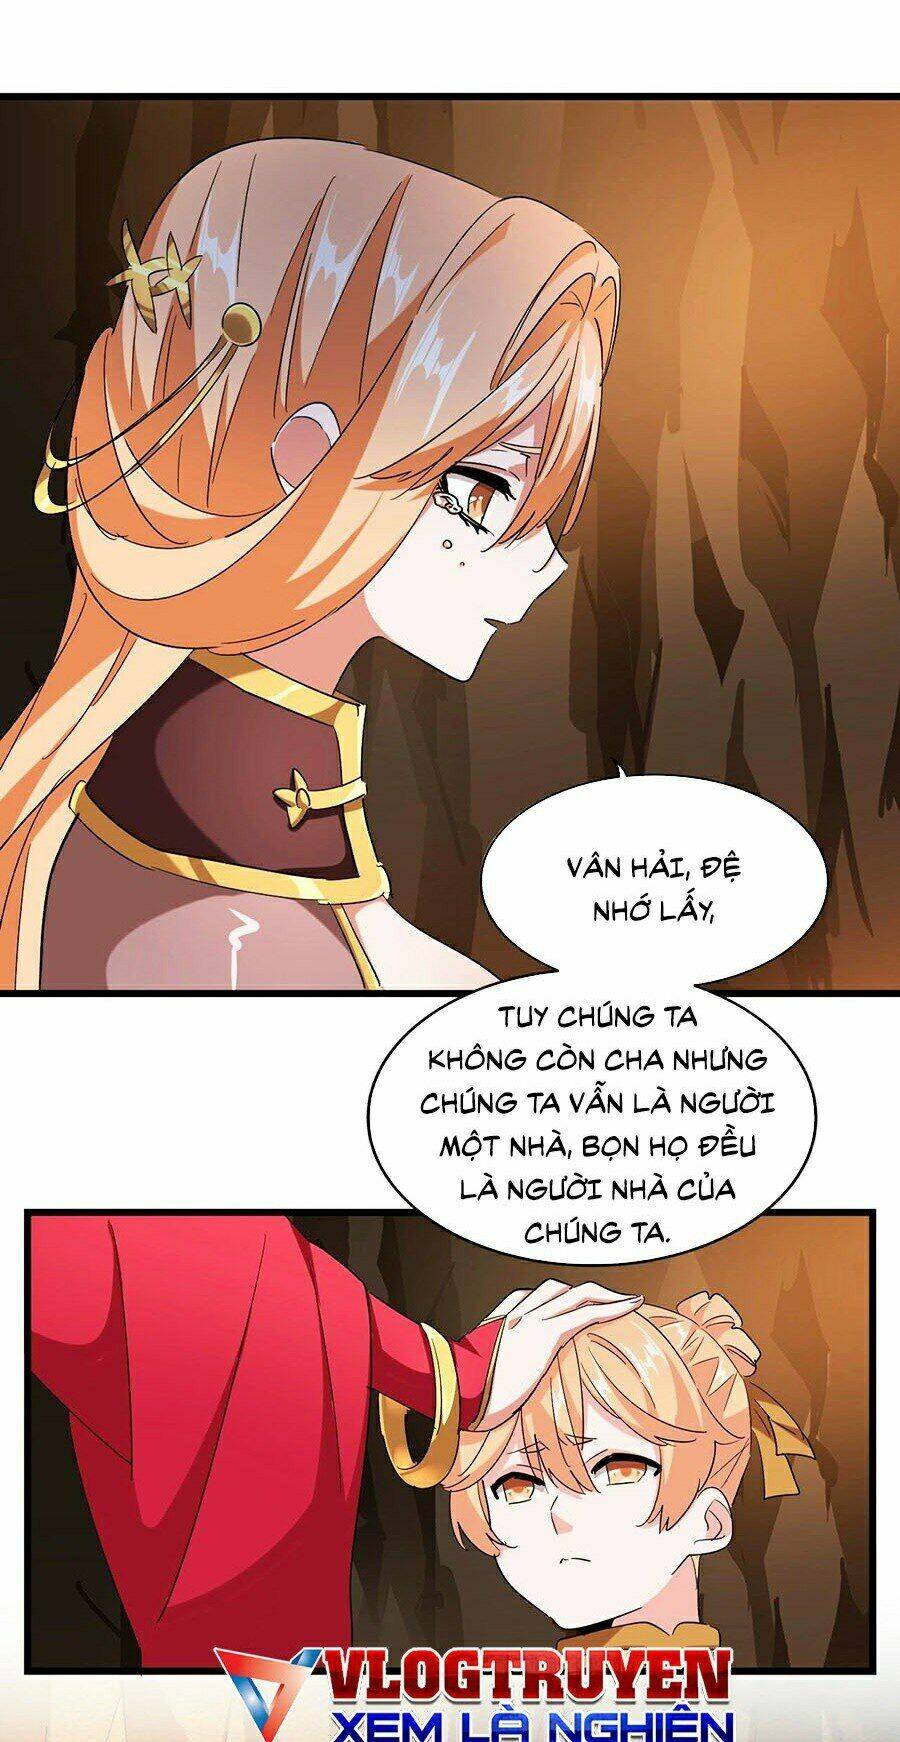 VÂN HẢI, ĐỆ
NHỚ LẤY,
TUY CHÚNG TA
KHÔNG CÒN CHA NHƯNG
CHÚNG TA VẪN LÀ NGƯỜI
MỘT NHÀ, BỌN HỌ ĐỀU
LÀ NGƯỜI NHÀ CỦA
CHÚNG TA.
VLOGTRUYEN
XEM LÀ NGHIỆN